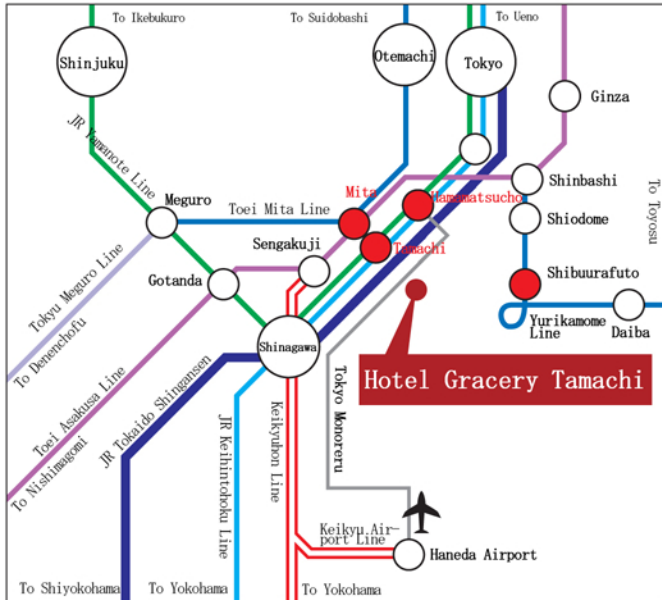 To Ikebukuro
To Suidobashi
To Ueno
Shinjuku
Otemachi
Tokyo
Ginza
JR Yamanote Line
Meguro
Toei Mita Line
Mita
Hamamatsucho
Shinbashi
To Toyosu
Tamachi
Shiodome
Sengakuji
Gotanda
Shibuurafuto
Tokyu Meguro Line
To Denenchofu
Shinagawa
Yurikamome
Line
Daiba
Hotel Gracery Tamachi
Toei Asakusa Line
To Nishimagomi
JR Tokaido Shingansen
JR Keihintohoku Line
Keikyuhon Line
Tokyo Monoreru
Keikyu Air-
port Line
Haneda Airport
To Shiyokohama
To Yokohama
To Yokohama